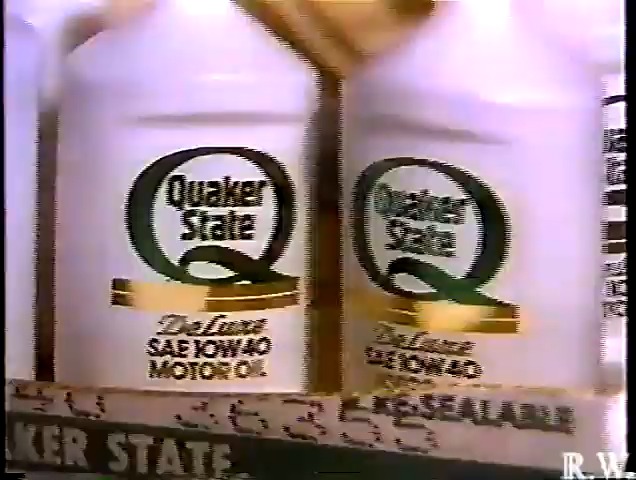 Quaker
State
DeLuxe
SAE 10W40
MOTOR OIL
Quaker
State
DeLuxe
SAE 10W40
RE-SEALABLE
KER STATE
R.W.